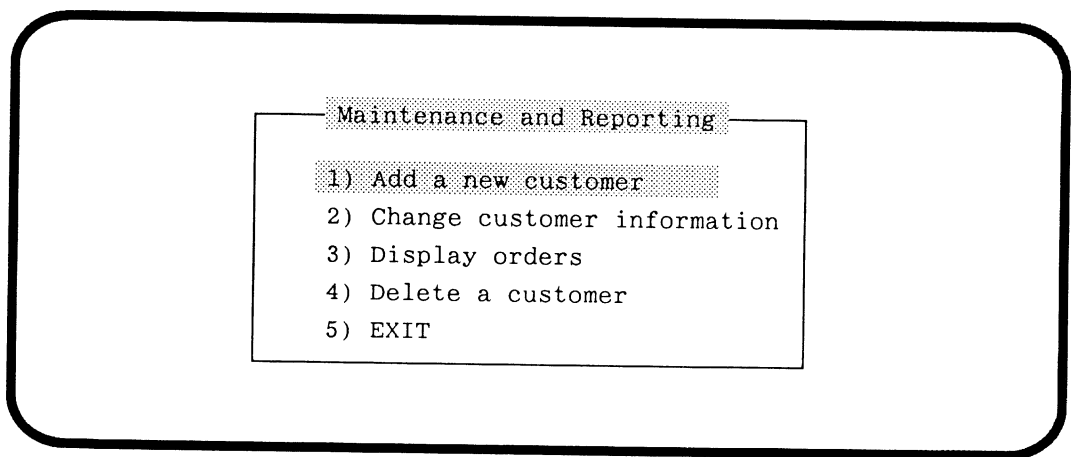 Maintenance and Reporting
1) Add a new customer
2) Change customer information
3) Display orders
4) Delete a customer
5) EXIT